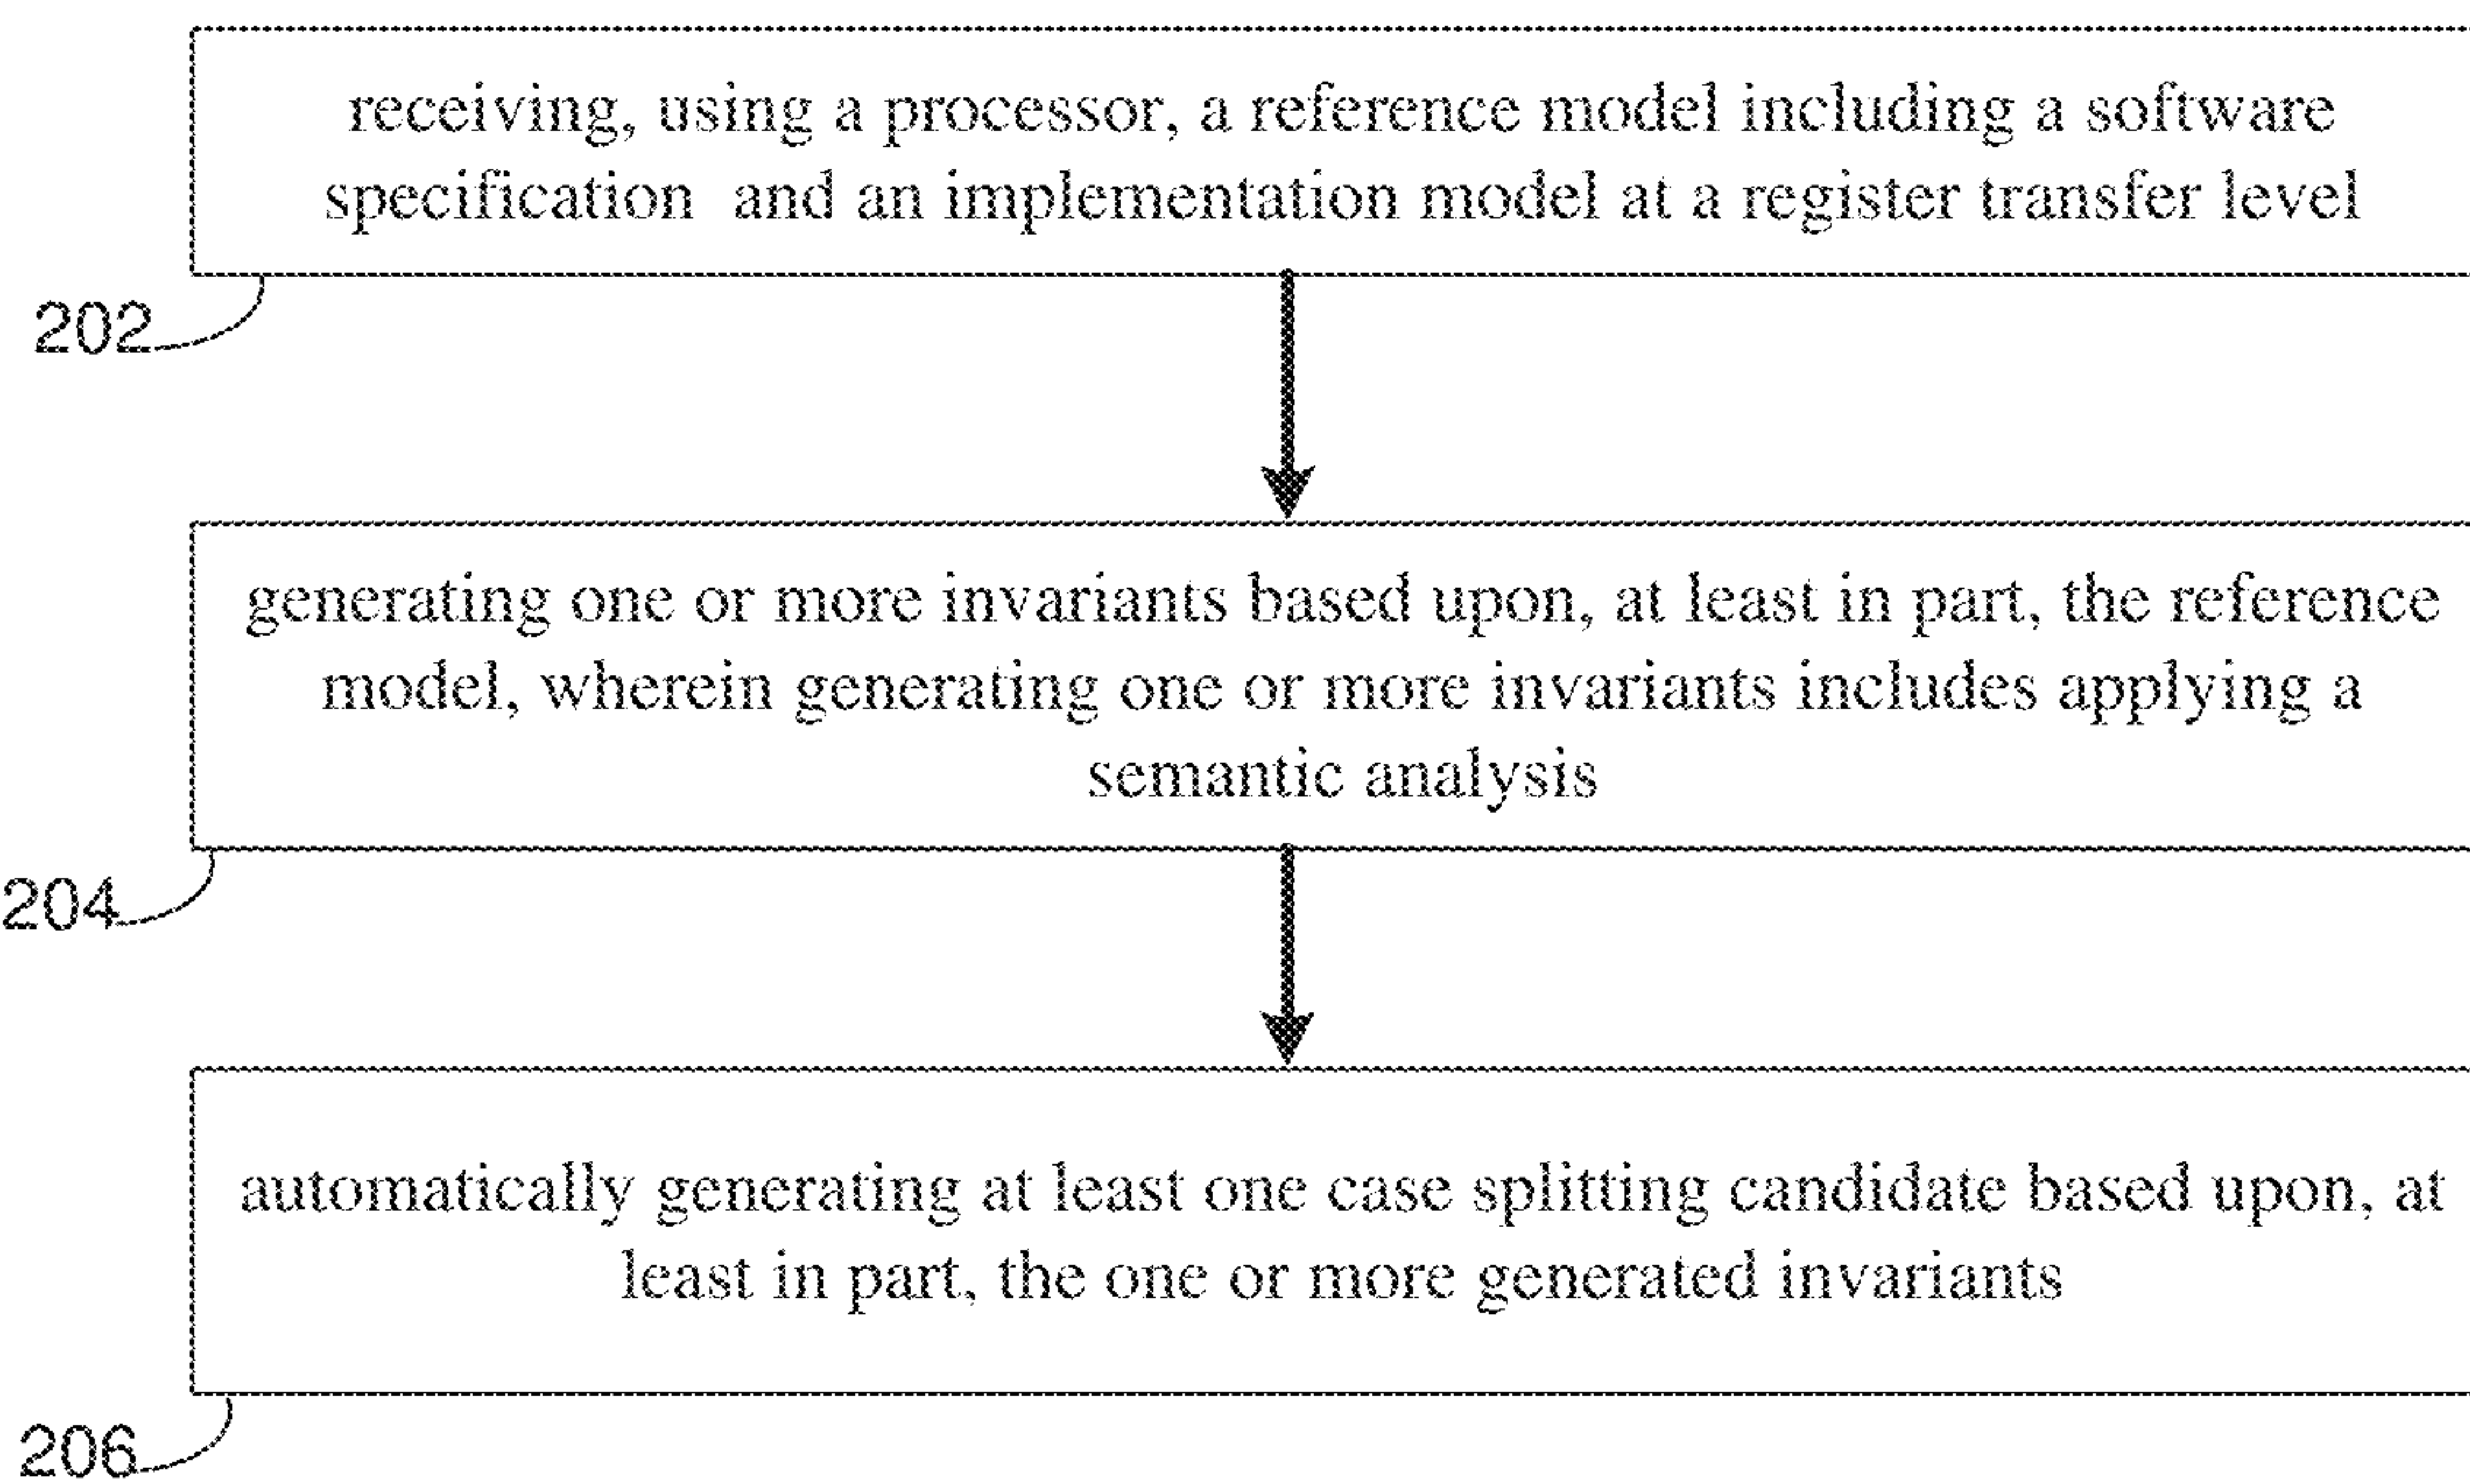 receiving, using a processor, a reference model including a software
specification and an implementation model at a register transfer level
202
generating one or more invariants based upon, at least in part, the reference
model, wherein generating one or more invariants includes applying a
semantic analysis
204
automatically generating at least one case splitting candidate based upon, at
least in part, the one or more generated invariants
206